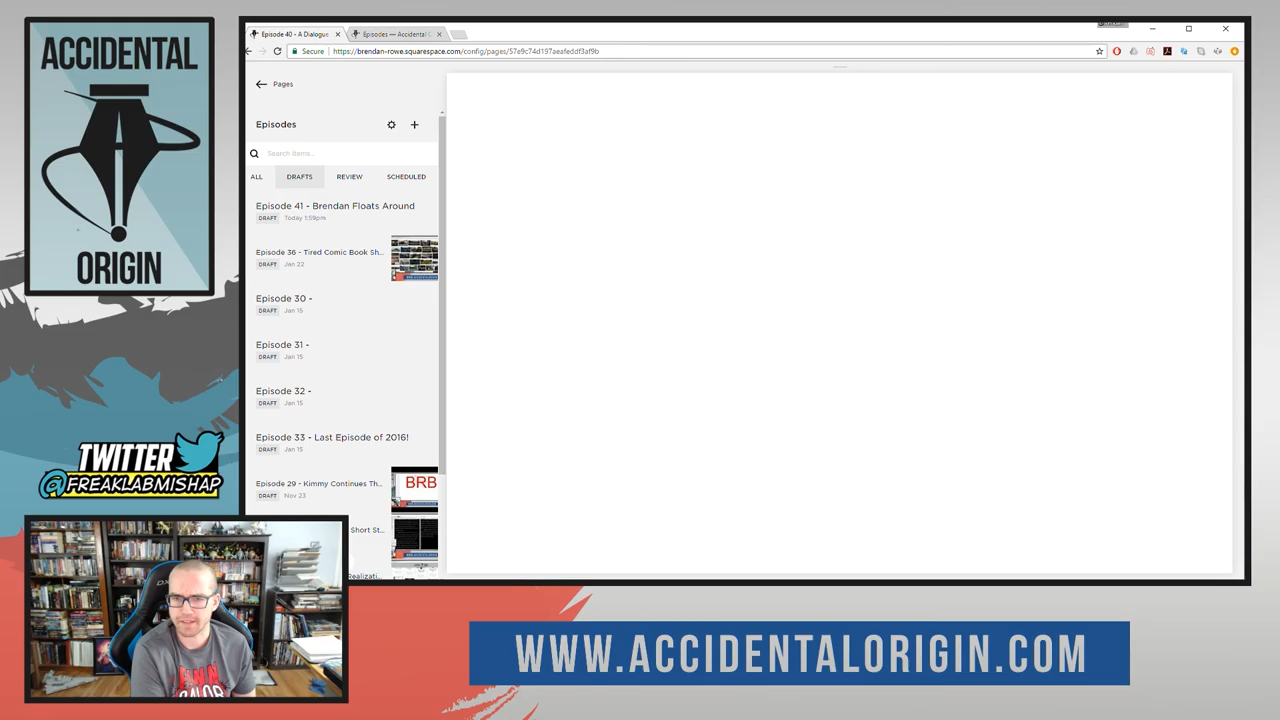 ACCIDENTAL
ORIGIN
TWITTER
@FREAKLABMISHAP
Episode 40 - A Dialogue
Episodes — Accidental
Secure
https://brendan-rowe.squarespace.com/config/pages/57e9c74d197aeafeddf3af9b
Pages
Episodes
Search items...
ALL DRAFTS REVIEW SCHEDULED
Episode 41 - Brendan Floats Around
DRAFT Today 1:59pm
Episode 36 - Tired Comic Book Sh...
DRAFT Jan 22
Episode 30 -
DRAFT Jan 15
Episode 31 -
DRAFT Jan 15
Episode 32 -
DRAFT Jan 15
Episode 33 - Last Episode of 2016!
DRAFT Jan 15
Episode 29 - Kimmy Continues Th...
DRAFT Nov 23
BRB
Short St...
Realizati...
WWW.ACCIDENTALORIGIN.COM